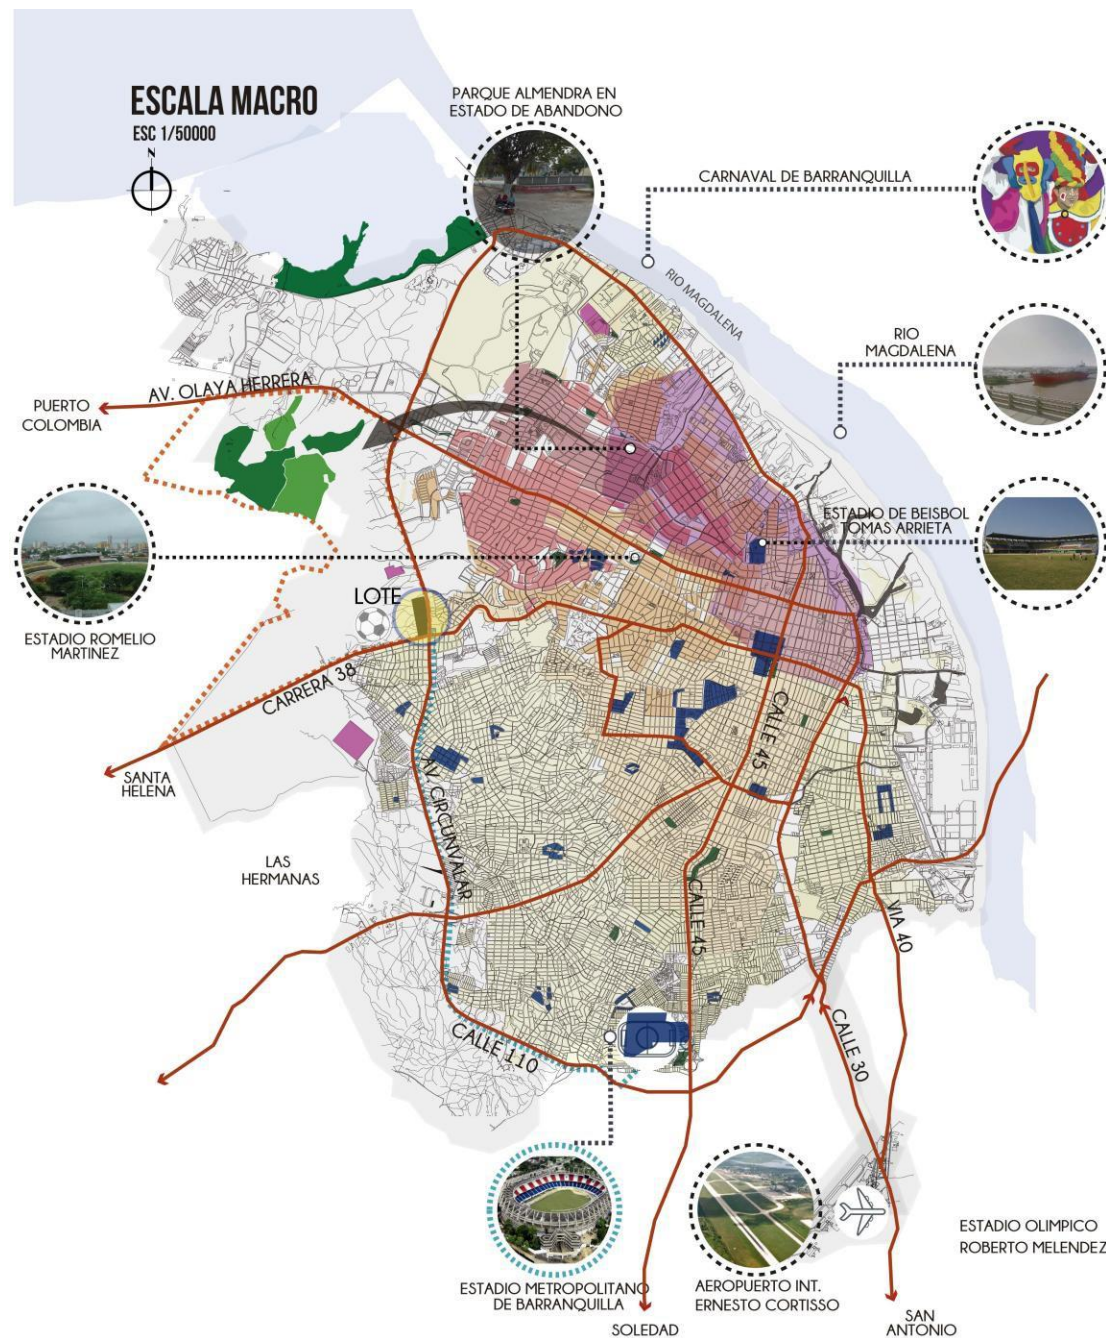 ESCALA MACRO
ESC 1/50000
N
PARQUE ALMENDRA EN
ESTADO DE ABANDONO
CARNAVAL DE BARRANQUILLA
RIO MAGDALENA
RIO
MAGDALENA
AV. OLAYA HERRERA
PUERTO
COLOMBIA
ESTADIO DE BEISBOL
TOMAS ARRIETA
LOTE
ESTADIO ROMELIO
MARTINEZ
CARRERA 38
SANTA
HELENA
CALLE 45
AV. CIRCUNVALAR
LAS
HERMANAS
CALLE 45
VIA 40
CALLE 110
CALLE 30
ESTADIO METROPOLITANO
DE BARRANQUILLA
AEROPUERTO INT.
ERNESTO CORTISSO
ESTADIO OLIMPICO
ROBERTO MELENDEZ
SOLEDAD
SAN
ANTONIO